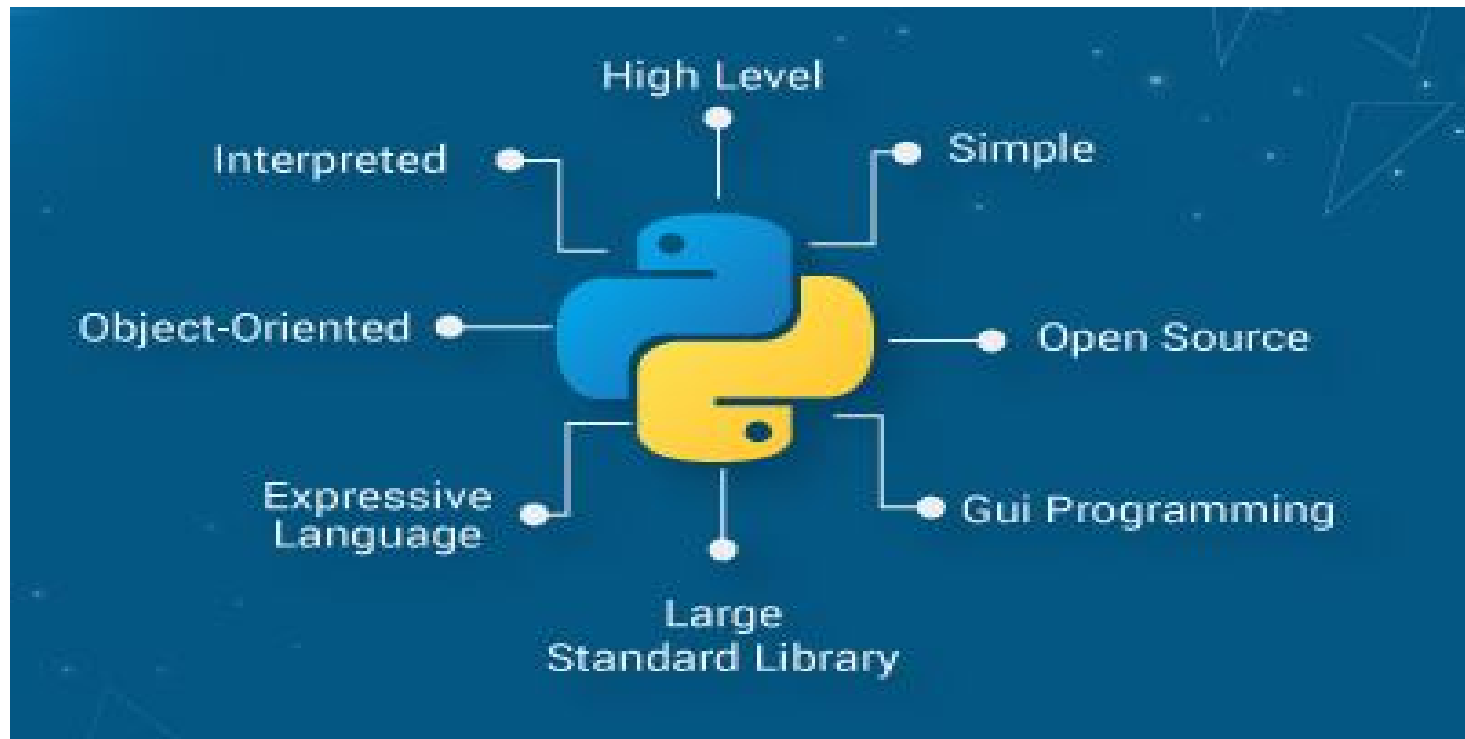 High Level
Interpreted
Simple
Object-Oriented
Open Source
Expressive
Language
Gui Programming
Large
Standard Library